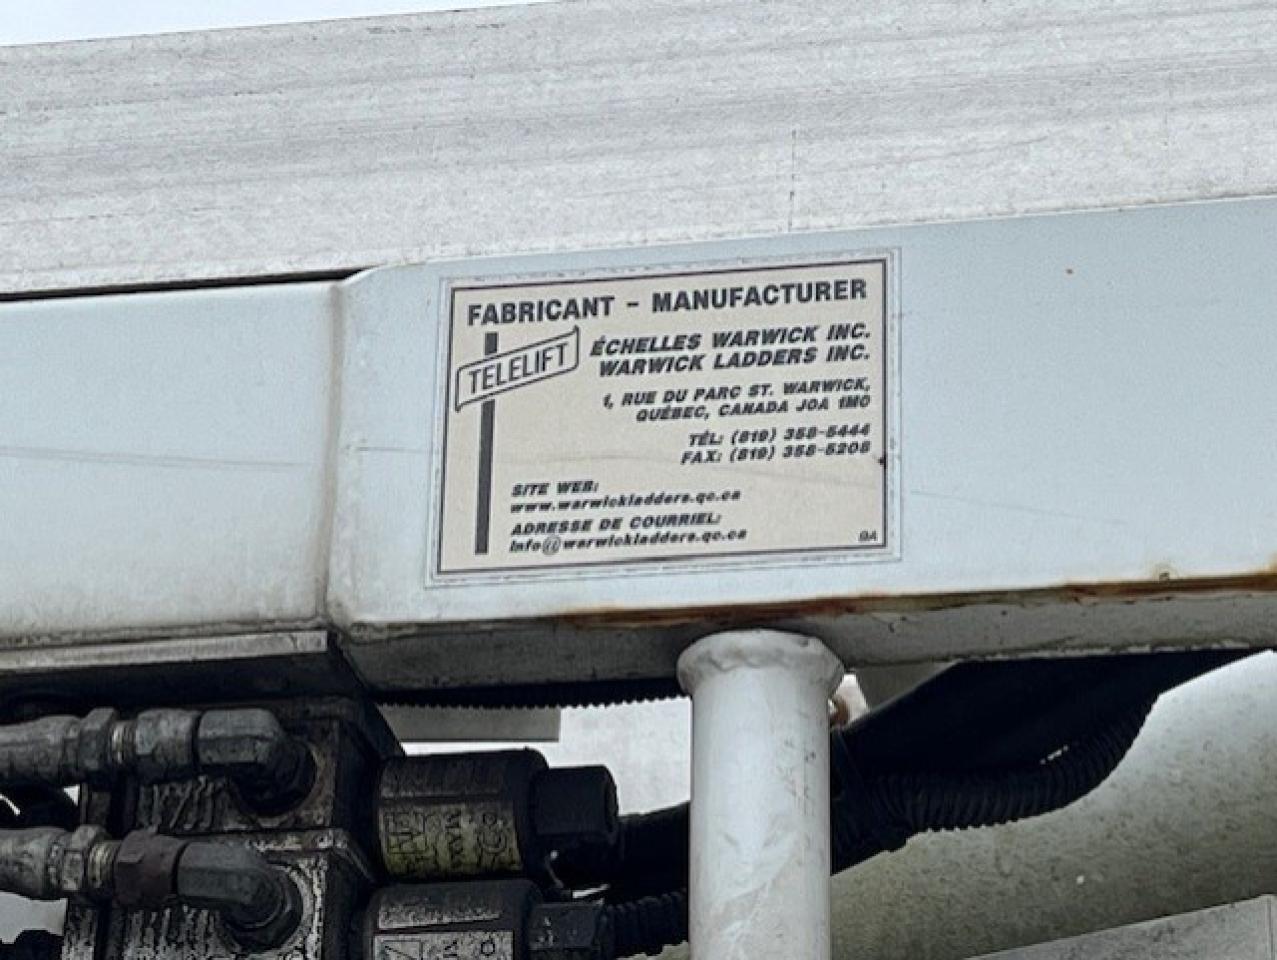 FABRICANT - MANUFACTURER
TELELIFT
ÉCHELLES WARWICK INC.
WARWICK LADDERS INC.
1, RUE DU PARC ST. WARWICK,
QUÉBEC, CANADA J0A 1M0
TÉL: (819) 358-5444
FAX: (819) 358-5208
SITE WEB:
www.warwickladders.qc.ca
ADRESSE DE COURRIEL:
info@warwickladders.qc.ca
9A